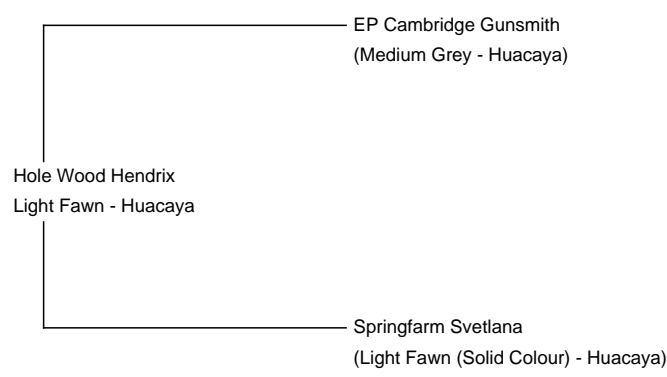 EP Cambridge Gunsmith
(Medium Grey - Huacaya)
Hole Wood Hendrix
Light Fawn - Huacaya
Springfarm Svetlana
(Light Fawn (Solid Colour) - Huacaya)